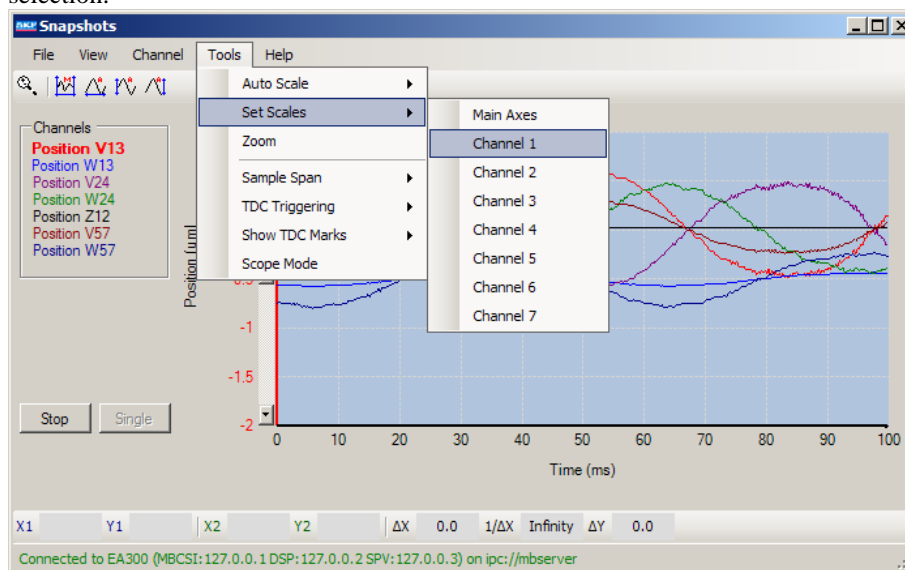 selection.
SKF Snapshots
File View Channel Tools Help
Auto Scale
Set Scales
Zoom
Sample Span
TDC Triggering
Show TDC Marks
Scope Mode
Main Axes
Channel 1
Channel 2
Channel 3
Channel 4
Channel 5
Channel 6
Channel 7
Channels
Position V13
Position W13
Position V24
Position W24
Position Z12
Position V57
Position W57
Stop Single
Position [um]
-0.5
-1
-1.5
-2
0 10 20 30 40 50 60 70 80 90 100
Time (ms)
X1 Y1 X2 Y2 ΔX 0.0 1/ΔX Infinity ΔY 0.0
Connected to EA300 (MBCSI:127.0.0.1 DSP:127.0.0.2 SPV:127.0.0.3) on ipc://mbserver